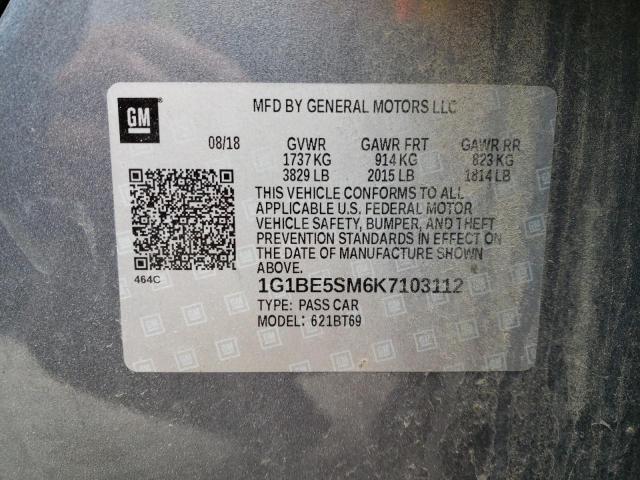 GM
MFD BY GENERAL MOTORS LLC
08/18 GVWR GAWR FRT GAWR RR
1737 KG 914 KG 823 KG
3829 LB 2015 LB 1814 LB
THIS VEHICLE CONFORMS TO ALL
APPLICABLE U.S. FEDERAL MOTOR
VEHICLE SAFETY, BUMPER, AND THEFT
PREVENTION STANDARDS IN EFFECT ON
THE DATE OF MANUFACTURE SHOWN
ABOVE.
464C
1G1BE5SM6K7103112
TYPE: PASS CAR
MODEL: 621BT69